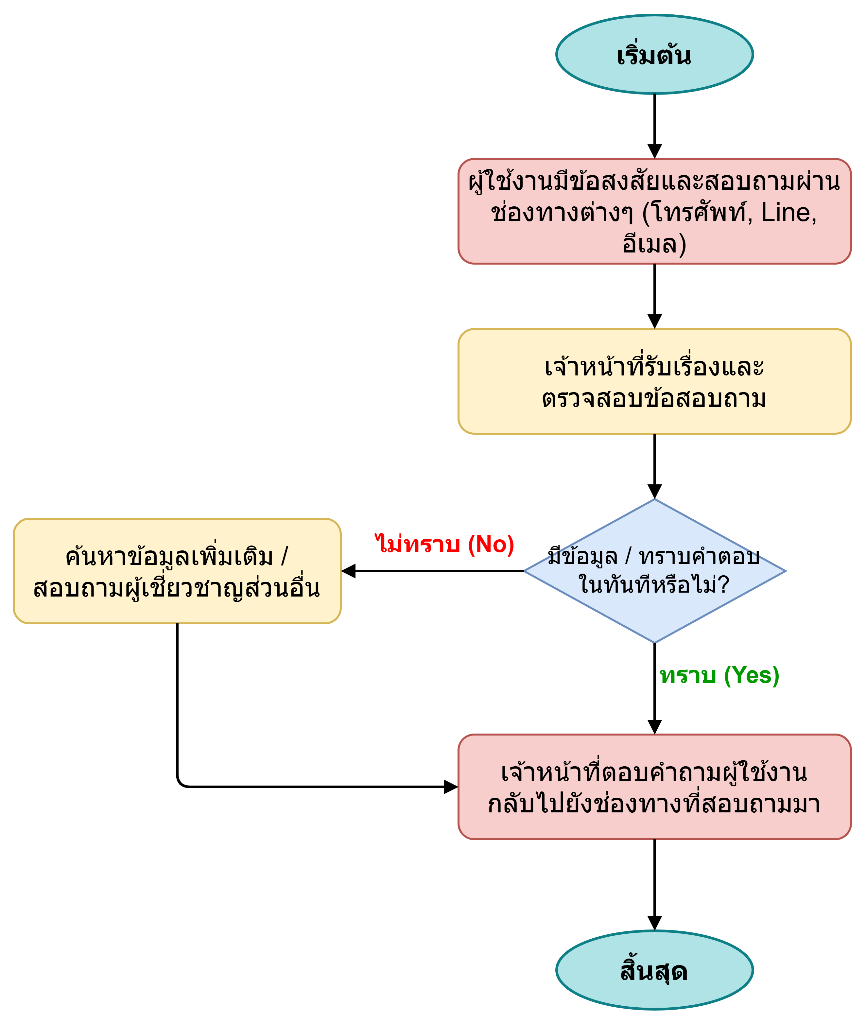 เริ่มต้น
ผู้ใช้งานมีข้อสงสัยและสอบถามผ่าน
ช่องทางต่างๆ (โทรศัพท์, Line,
อีเมล)
เจ้าหน้าที่รับเรื่องและ
ตรวจสอบข้อสอบถาม
มีข้อมูล / ทราบคำตอบ
ในทันทีหรือไม่?
ไม่ทราบ (No)
ค้นหาข้อมูลเพิ่มเติม /
สอบถามผู้เชี่ยวชาญส่วนอื่น
ทราบ (Yes)
เจ้าหน้าที่ตอบคำถามผู้ใช้งาน
กลับไปยังช่องทางที่สอบถามมา
สิ้นสุด